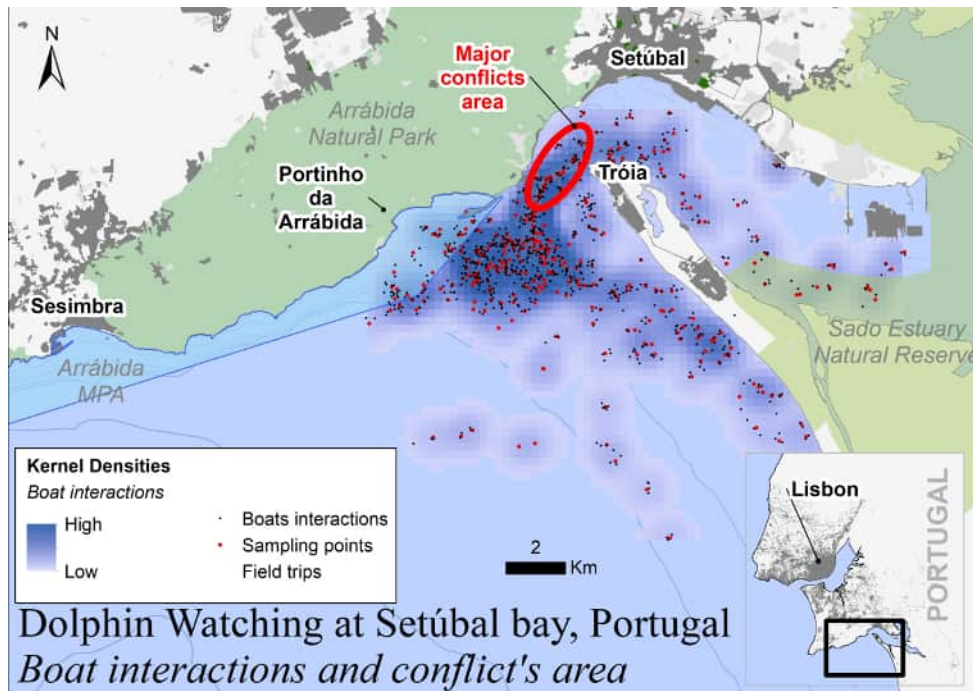 N
Major
conflicts
area
Setúbal
Arrábida
Natural Park
Portinho
da
Arrábida
Tróia
Sesimbra
Arrábida
MPA
Sado Estuary
Natural Reserve
Kernel Densities
Boat interactions
High
Low
Boats interactions
Sampling points
Field trips
2
Km
Lisbon
PORTUGAL
Dolphin Watching at Setúbal bay, Portugal
Boat interactions and conflict's area